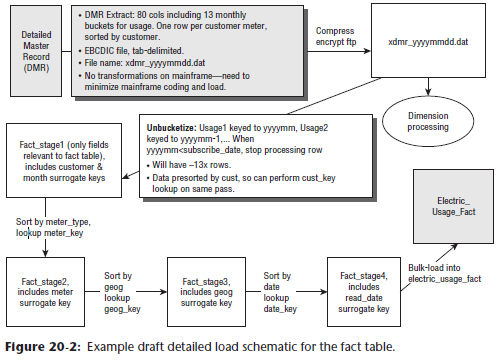 Detailed
Master
Record
(DMR)
• DMR Extract: 80 cols including 13 monthly
buckets for usage. One row per customer meter,
sorted by customer.
• EBCDIC file, tab-delimited.
• File name: xdmr_yyyymmdd.dat
• No transformations on mainframe—need to
minimize mainframe coding and load.
Compress
encrypt ftp
xdmr_yyyymmdd.dat
Dimension
processing
Unbucketize: Usage1 keyed to yyyymm, Usage2
keyed to yyyymm-1,... When
yyyymm<subscribe_date, stop processing row
• Will have ~13x rows.
• Data presorted by cust, so can perform cust_key
lookup on same pass.
Fact_stage1 (only fields
relevant to fact table),
includes customer &
month surrogate keys
Sort by meter_type,
lookup meter_key
Fact_stage2,
includes meter
surrogate key
Sort by
geog
lookup
geog_key
Fact_stage3,
includes geog
surrogate key
Sort by
date
lookup
date_key
Fact_stage4,
includes
read_date
surrogate key
Bulk-load into
electric_usage_fact
Electric_
Usage_Fact
Figure 20-2: Example draft detailed load schematic for the fact table.